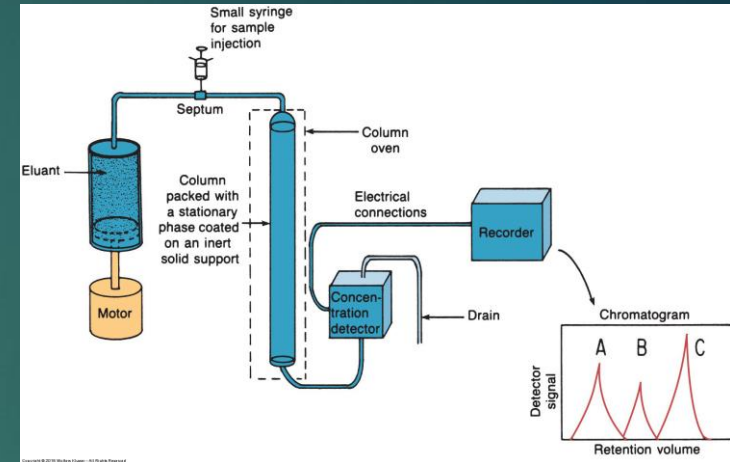 Small syringe
for sample
injection
Septum
Eluant
Motor
Column
packed with
a stationary
phase coated
on an inert
solid support
Column
oven
Electrical
connections
Recorder
Concen-
tration
detector
Drain
Chromatogram
A B C
Detector
signal
Retention volume